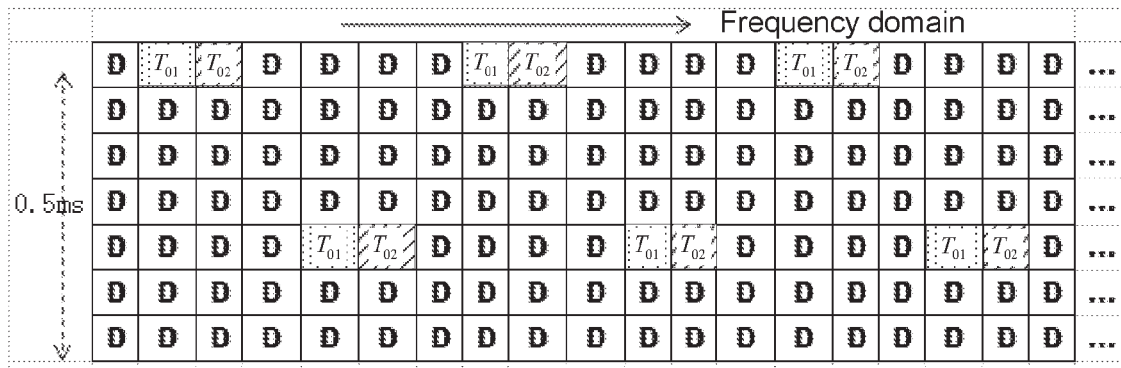 Frequency domain
D T01 T02 D D D D T01 T02 D D D D T01 T02 D D D D ...
D D D D D D D D D D D D D D D D D D D ...
D D D D D D D D D D D D D D D D D D D ...
0.5ms D D D D D D D D D D D D D D D D D D D ...
D D D D T01 T02 D D D D T01 T02 D D D D T01 T02 D ...
D D D D D D D D D D D D D D D D D D D ...
D D D D D D D D D D D D D D D D D D D ...